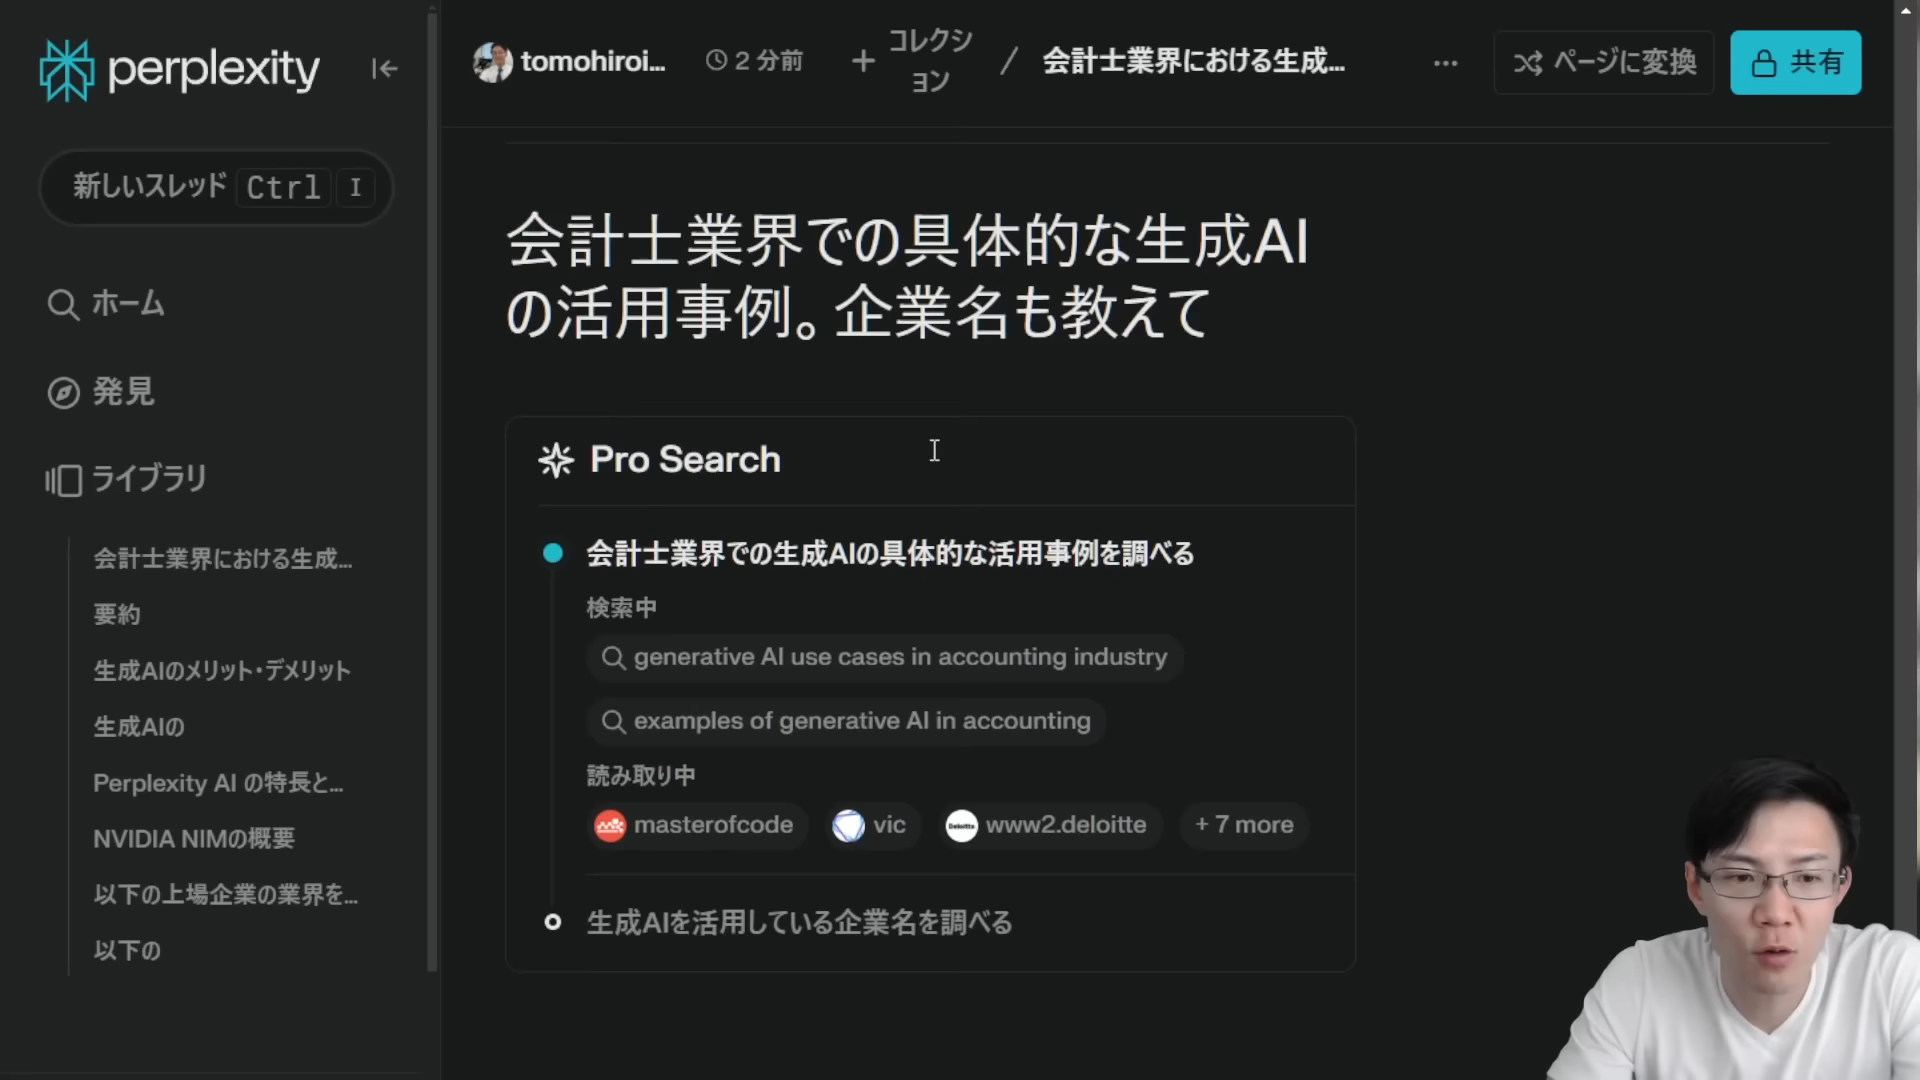 perplexity
新しいスレッド Ctrl I
ホーム
発見
ライブラリ
会計士業界における生成...
要約
生成AIのメリット・デメリット
生成AIの
Perplexity AI の特長と...
NVIDIA NIMの概要
以下の上場企業の業界を...
以下の
tomohiroi...
2 分前
コレクシ
ョン
/ 会計士業界における生成...
ページに変換
共有
会計士業界での具体的な生成AI
の活用事例。企業名も教えて
Pro Search
会計士業界での生成AIの具体的な活用事例を調べる
検索中
generative AI use cases in accounting industry
examples of generative AI in accounting
読み取り中
masterofcode
vic
Deloitte.
www2.deloitte
+ 7 more
生成AIを活用している企業名を調べる